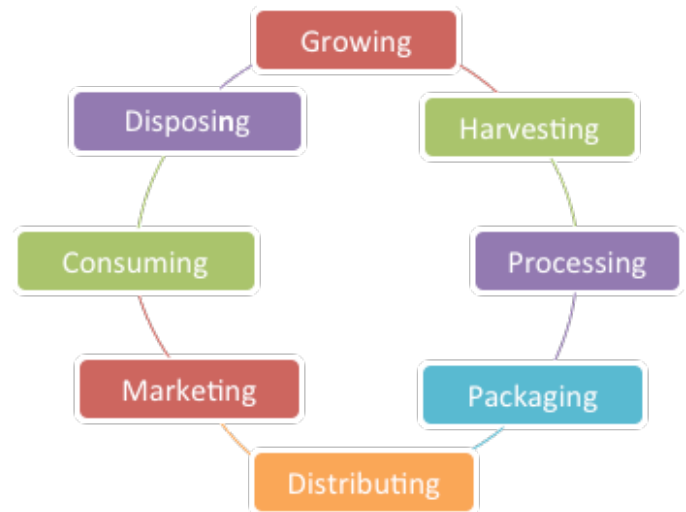 Growing
Harvesting
Processing
Packaging
Distributing
Marketing
Consuming
Disposing